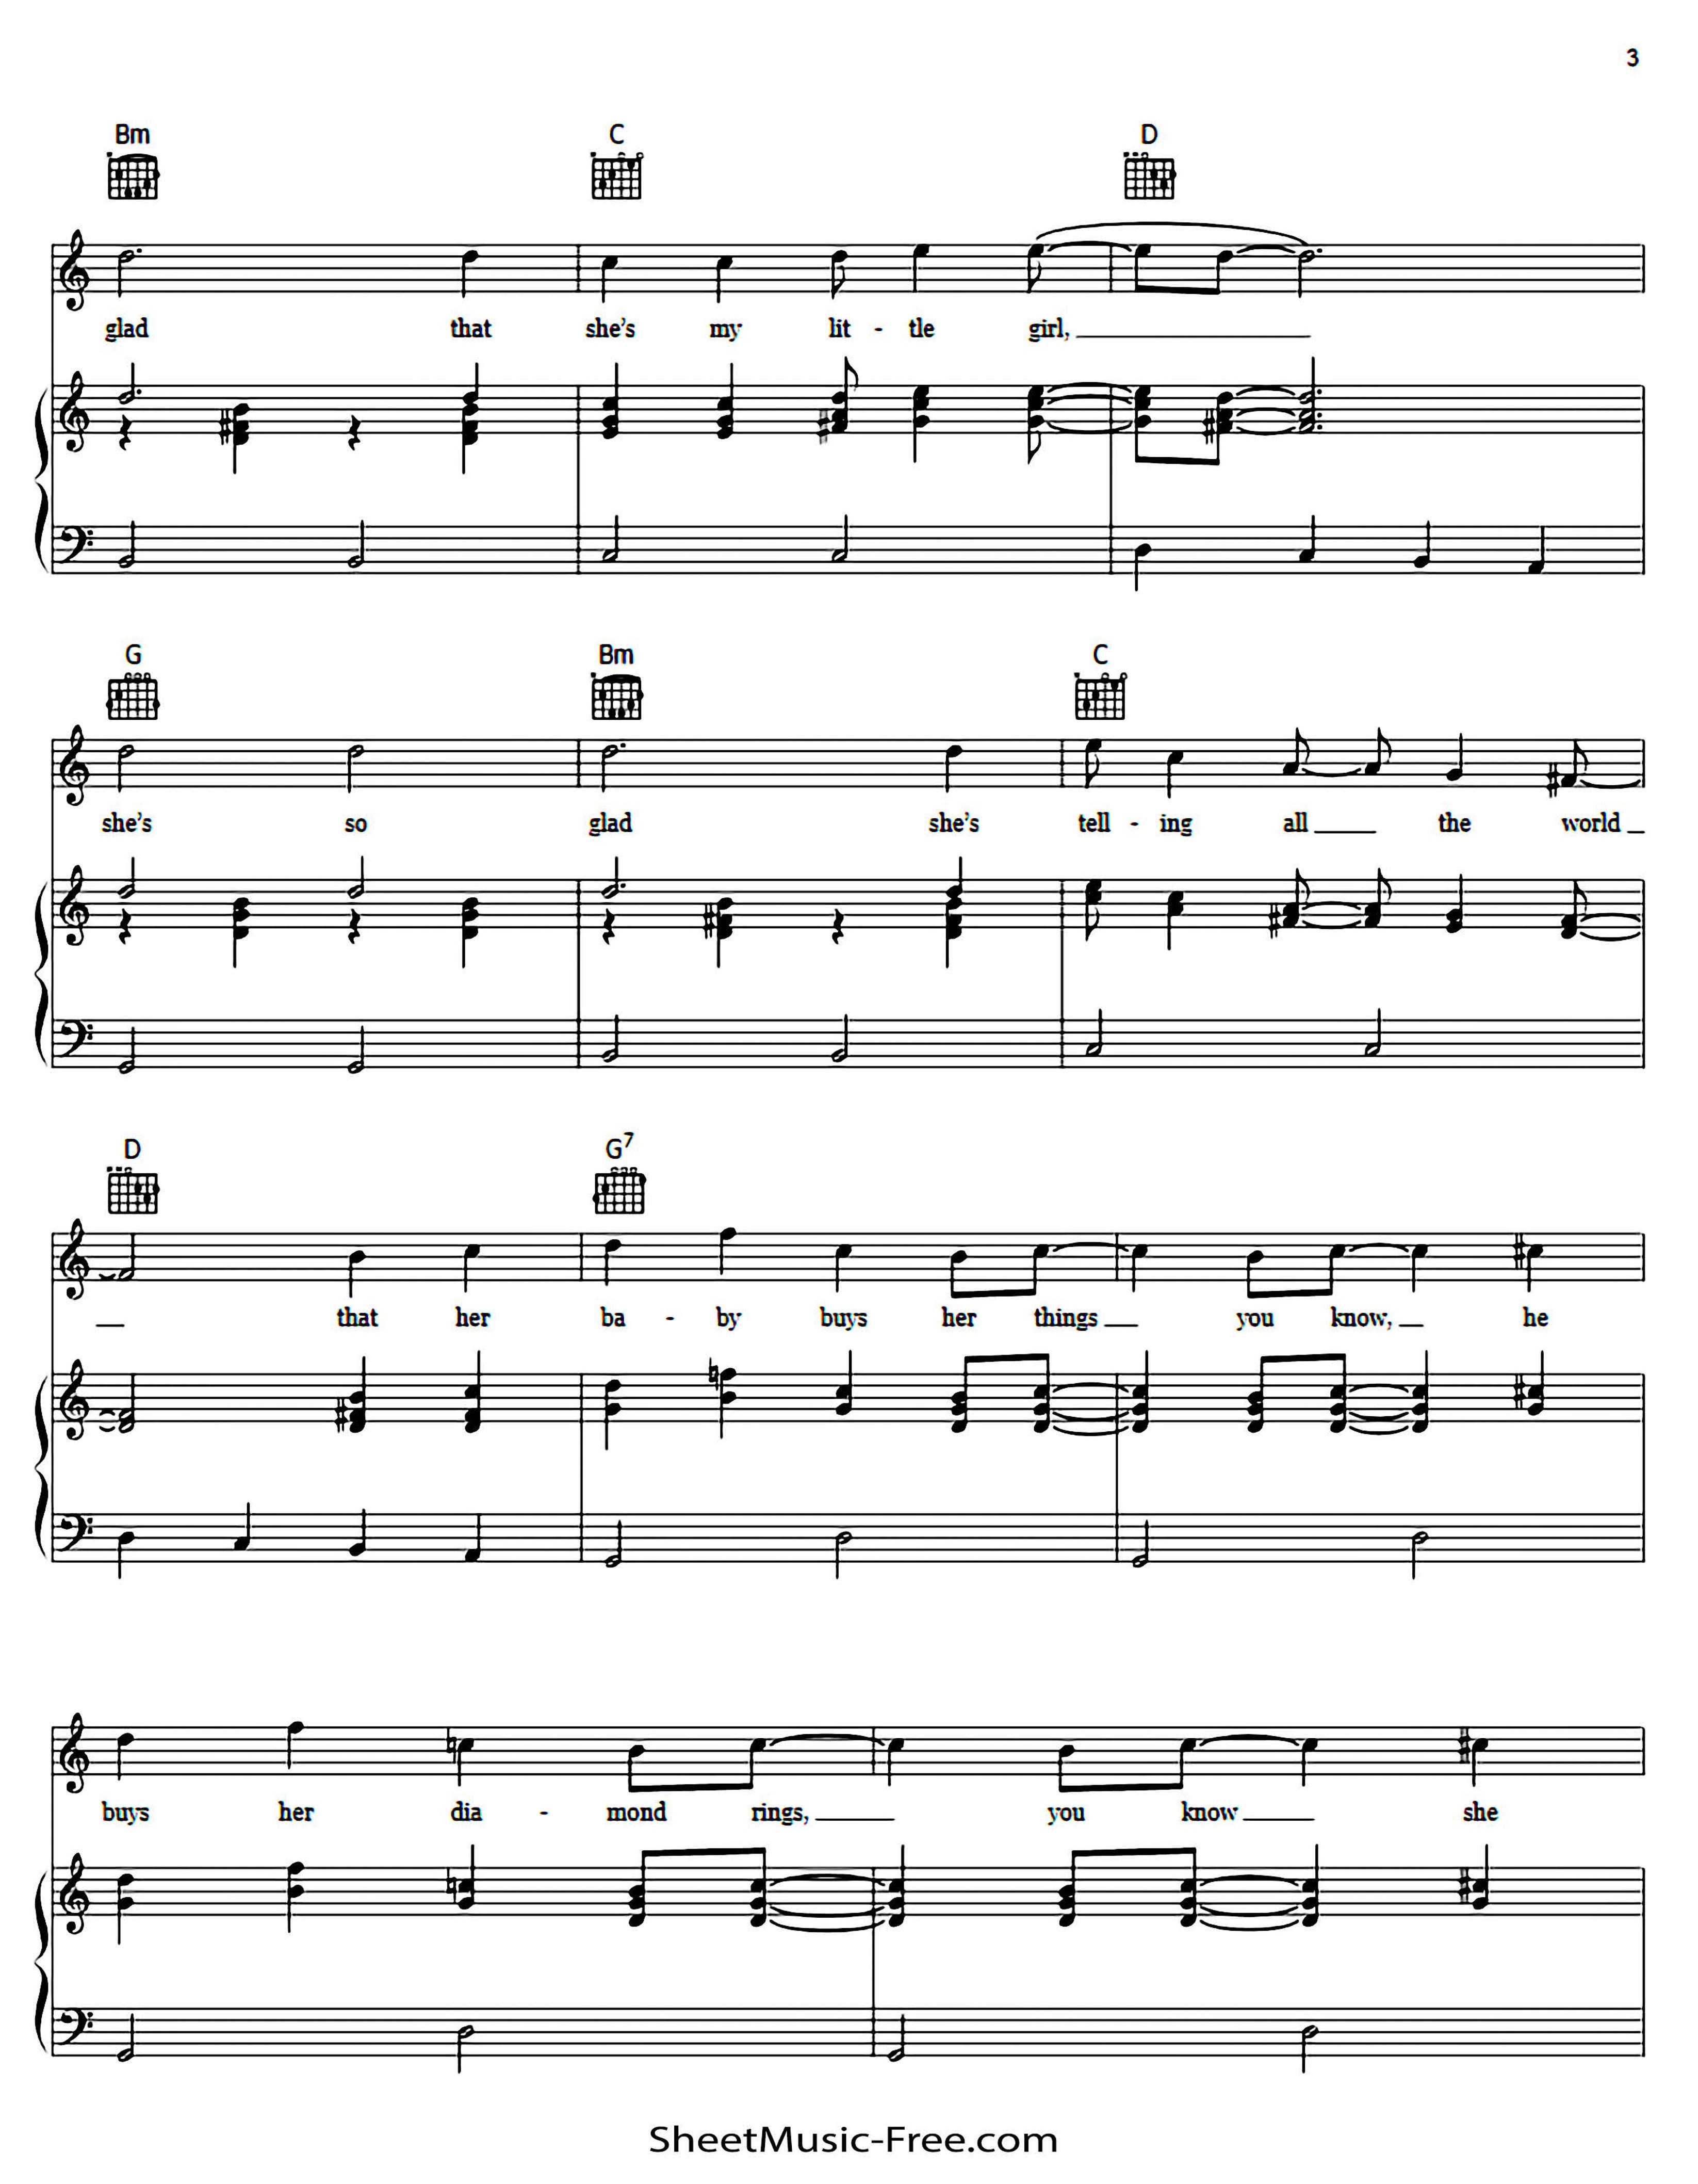 3
Bm C D
glad that she's my lit - tle girl,
G Bm C
she's so glad she's tell - ing all the world
D G7
that her ba - by buys her things you know, he
buys her dia - mond rings, you know she
SheetMusic-Free.com